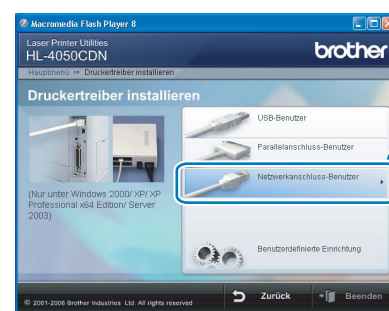 Macromedia Flash Player 8
Laser Printer Utilities
HL-4050CDN
brother
Hauptmenü ›› Druckertreiber installieren
Druckertreiber installieren
USB-Benutzer
Parallelanschluss-Benutzer
Netzwerkanschluss-Benutzer
(Nur unter Windows 2000/ XP/ XP
Professional x64 Edition/ Server
2003)
Benutzerdefinierte Einrichtung
© 2001-2006 Brother Industries Ltd. All rights reserved
Zurück
Beenden